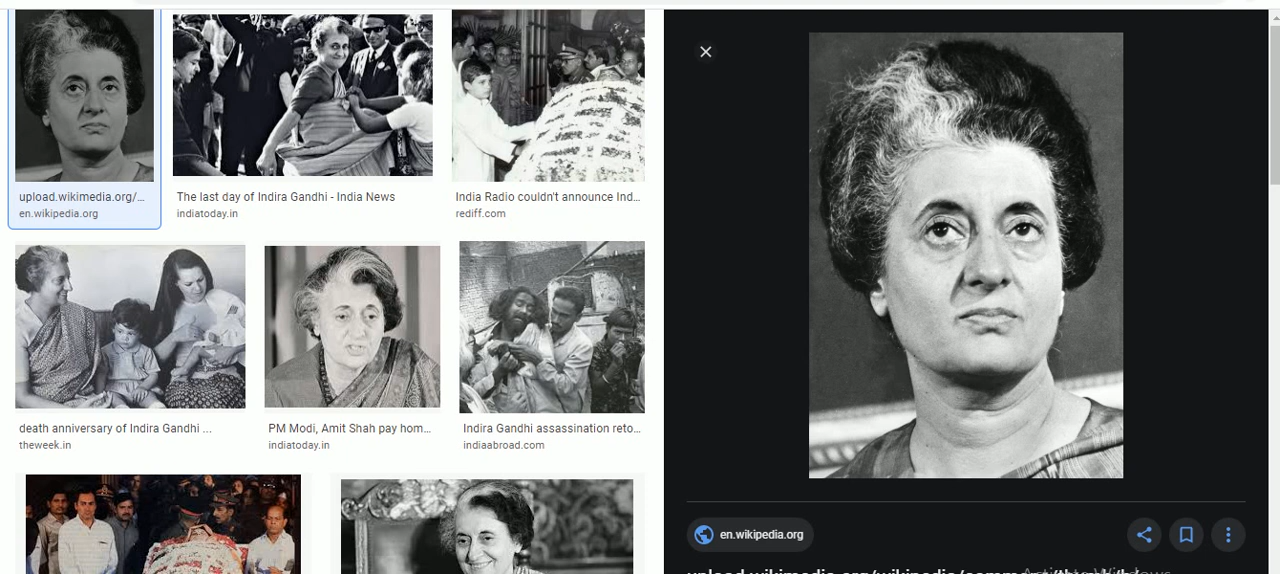 upload.wikimedia.org/...
en.wikipedia.org
The last day of Indira Gandhi - India News
indiatoday.in
India Radio couldn't announce Ind...
rediff.com
death anniversary of Indira Gandhi ...
theweek.in
PM Modi, Amit Shah pay hom...
indiatoday.in
Indira Gandhi assassination reto...
indiaabroad.com
en.wikipedia.org